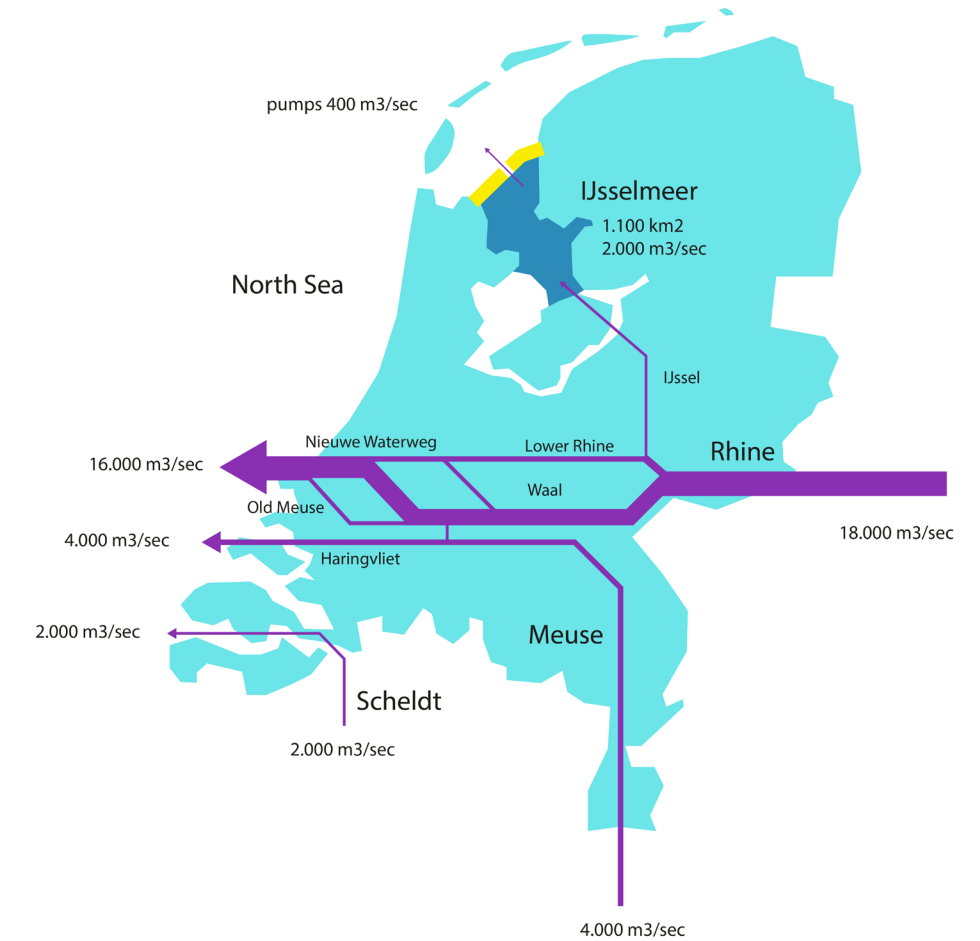 pumps 400 m3/sec
IJsselmeer
1.100 km2
2.000 m3/sec
North Sea
IJssel
Nieuwe Waterweg
Lower Rhine
Rhine
16.000 m3/sec
Waal
Old Meuse
18.000 m3/sec
4.000 m3/sec
Haringvliet
2.000 m3/sec
Meuse
Scheldt
2.000 m3/sec
4.000 m3/sec